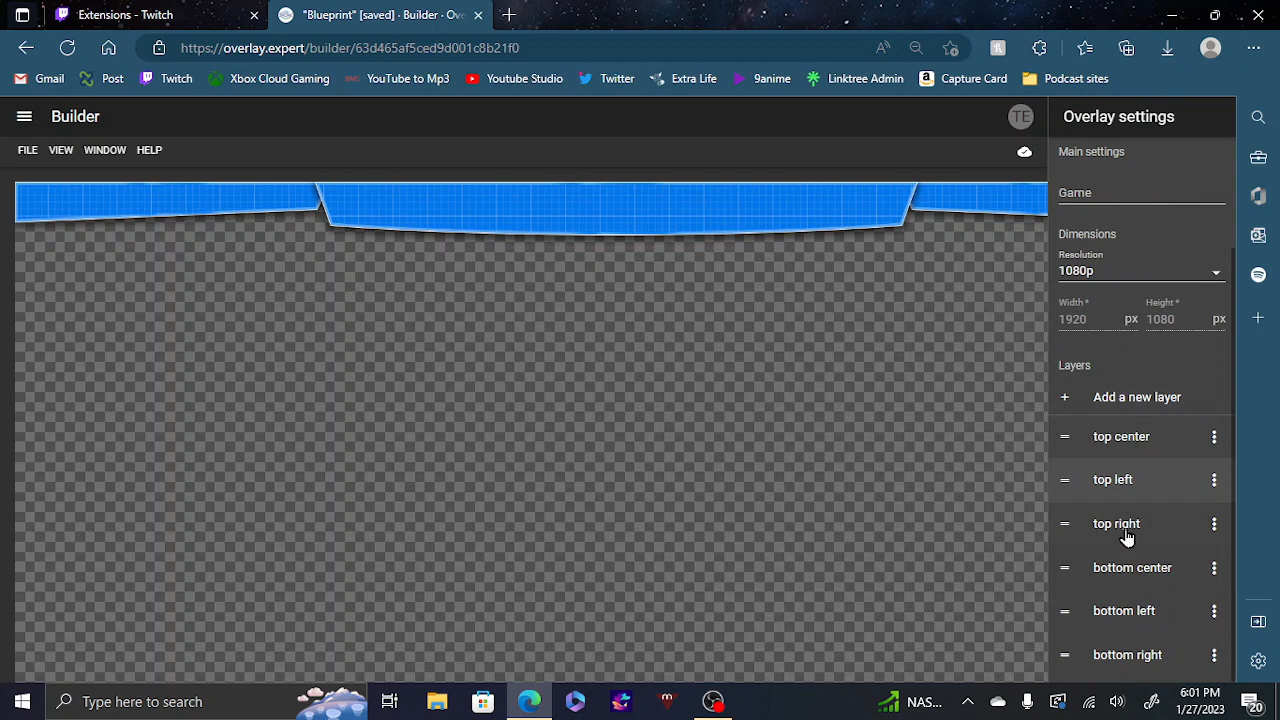 Extensions - Twitch
"Blueprint" [saved] - Builder - Ove
https://overlay.expert/builder/63d465af5ced9d001c8b21f0
Gmail
Post
Twitch
Xbox Cloud Gaming
YouTube to Mp3
Youtube Studio
Twitter
Extra Life
9anime
Linktree Admin
Capture Card
Podcast sites
Builder
TE
Overlay settings
FILE VIEW WINDOW HELP
Main settings
Game
Dimensions
Resolution
1080p
Width * Height *
1920 px 1080 px
Layers
+ Add a new layer
top center
top left
top right
bottom center
bottom left
bottom right
Type here to search
NAS...
6:01 PM
1/27/2023
20